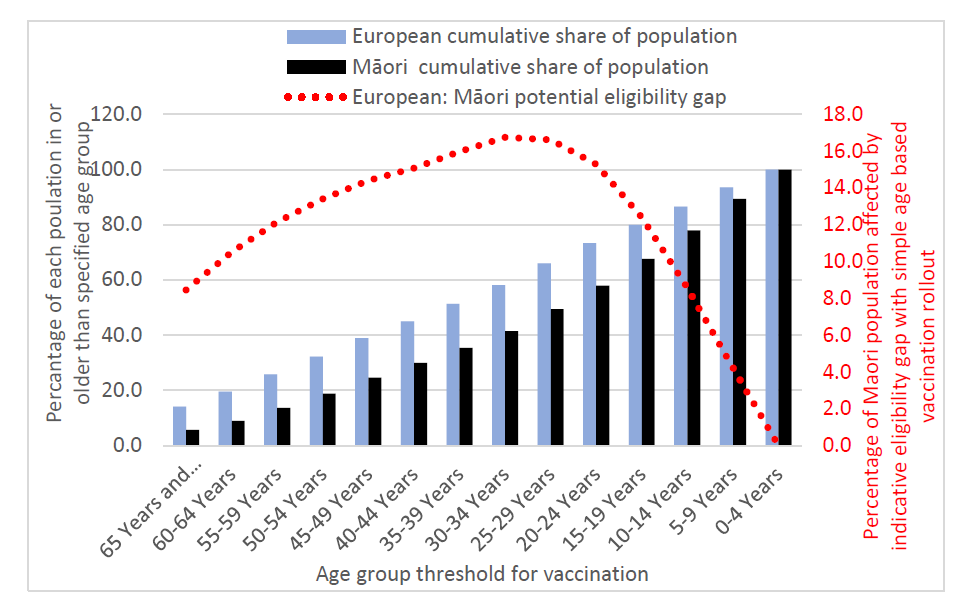 European cumulative share of population
Māori  cumulative share of population
European: Māori potential eligibility gap
Percentage of each poulation in or
older than specified age group
120.0
100.0
80.0
60.0
40.0
20.0
0.0
18.0
16.0
14.0
12.0
10.0
8.0
6.0
4.0
2.0
0.0
Percentage of Maori population affected by
indicative eligibility gap with simple age based
vaccination rollout
65 Years and...
60-64 Years
55-59 Years
50-54 Years
45-49 Years
40-44 Years
35-39 Years
30-34 Years
25-29 Years
20-24 Years
15-19 Years
10-14 Years
5-9 Years
0-4 Years
Age group threshold for vaccination